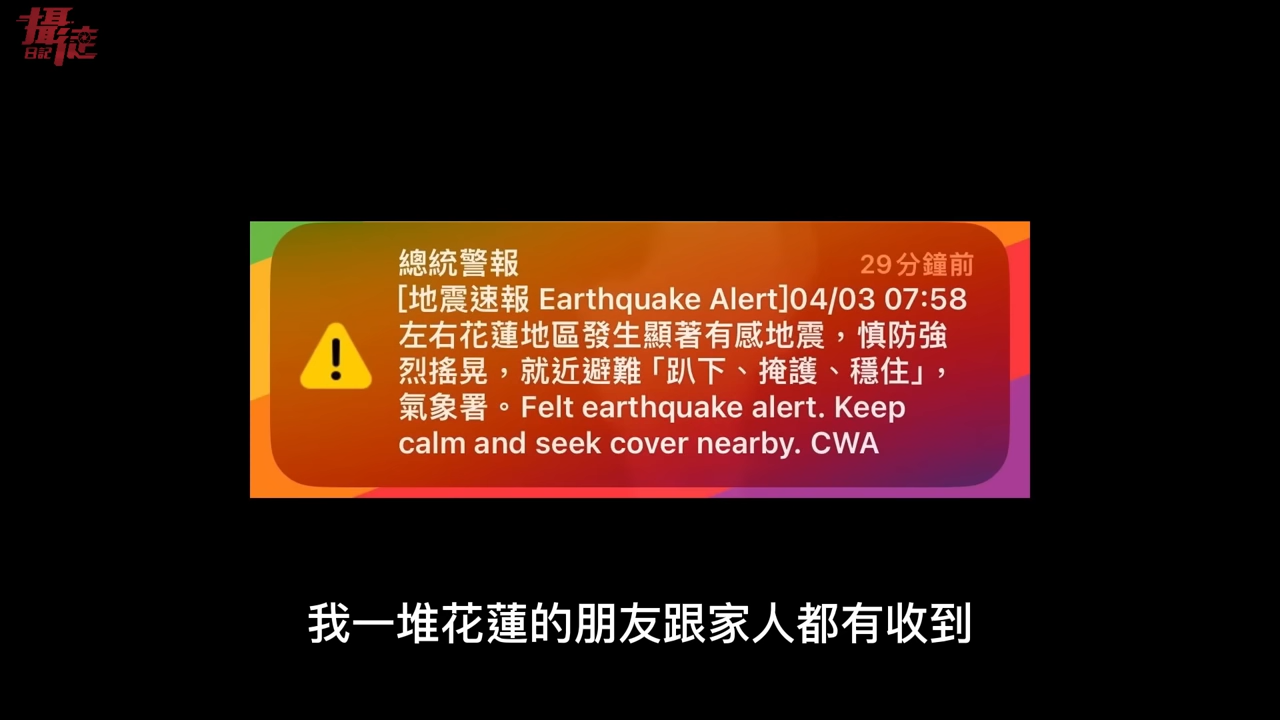 攝徒
日記
總統警報
29分鐘前
[地震速報 Earthquake Alert]04/03 07:58
左右花蓮地區發生顯著有感地震，慎防強
烈搖晃，就近避難「趴下、掩護、穩住」，
氣象署。Felt earthquake alert. Keep
calm and seek cover nearby. CWA
我一堆花蓮的朋友跟家人都有收到